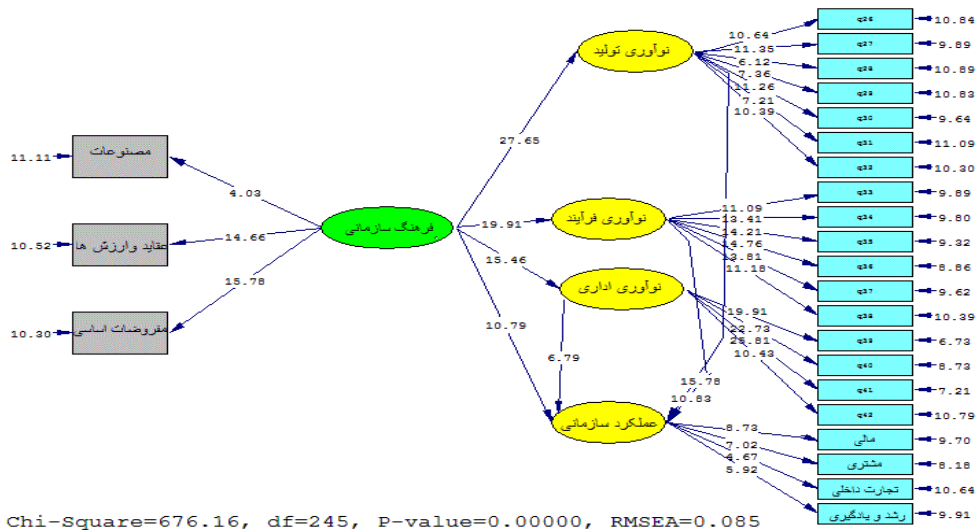 11.11
مصنوعات
10.52
عقاید وارزش ها
10.30
مفروضات اساسی
4.03
14.66
15.78
فرهنگ سازمانی
27.65
19.91
15.46
10.79
نوآوری تولید
نوآوری فرآیند
نوآوری اداری
6.79
عملکرد سازمانی
15.78
10.83
10.64
11.35
6.12
7.36
11.26
7.21
10.39
11.09
13.41
14.21
14.76
13.81
11.18
19.91
22.73
25.81
10.43
8.73
7.02
4.67
5.92
q26 10.84
q27 9.89
q28 10.89
q29 10.83
q30 9.64
q31 11.09
q32 10.30
q33 9.89
q34 9.80
q35 9.32
q36 8.86
q37 9.62
q38 10.39
q39 6.73
q40 8.73
q41 7.21
q42 10.79
مالی 9.70
مشتری 8.18
تجارت داخلی 10.64
رشد و یادگیری 9.91
Chi-Square=676.16, df=245, P-value=0.00000, RMSEA=0.085